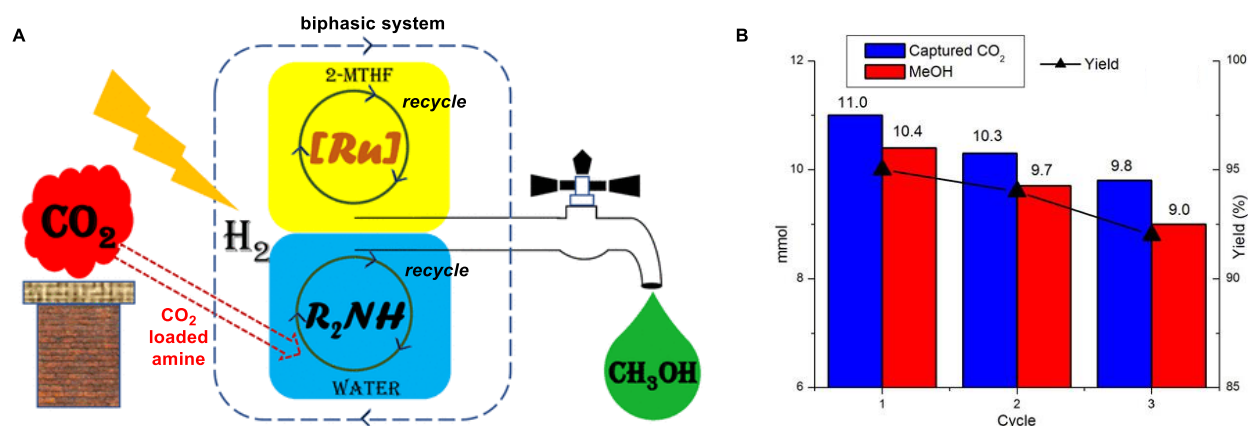 A
biphasic system
2-MTHF
recycle
[Ru]
CO₂
H₂
recycle
CO₂
loaded
amine
R₂NH
WATER
CH₃OH
B
Captured CO₂
MeOH
Yield
12
10
8
6
mmol
11.0
10.4
10.3
9.7
9.8
9.0
100
95
90
85
Yield (%)
1
2
3
Cycle